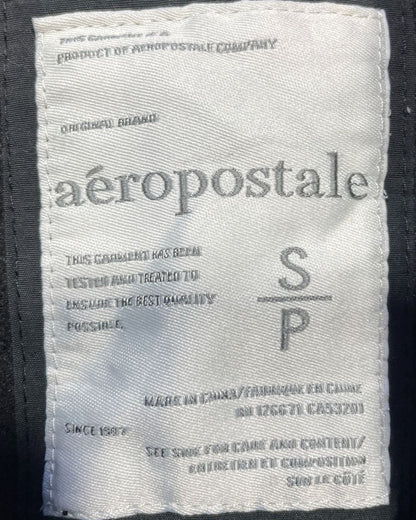 THIS GARMENT IS A
PRODUCT OF AEROPOSTALE COMPANY
ORIGINAL BRAND
aéropostale
THIS GARMENT HAS BEEN
TESTED AND TREATED TO
ENSURE THE BEST QUALITY
POSSIBLE.
S
P
MADE IN CHINA/FABRIQUÉ EN CHINE
RN 126671 CA53201
SINCE 1987
SEE SIDE FOR CARE AND CONTENT/
ENTRETIEN ET COMPOSITION
SUR LE CÔTÉ